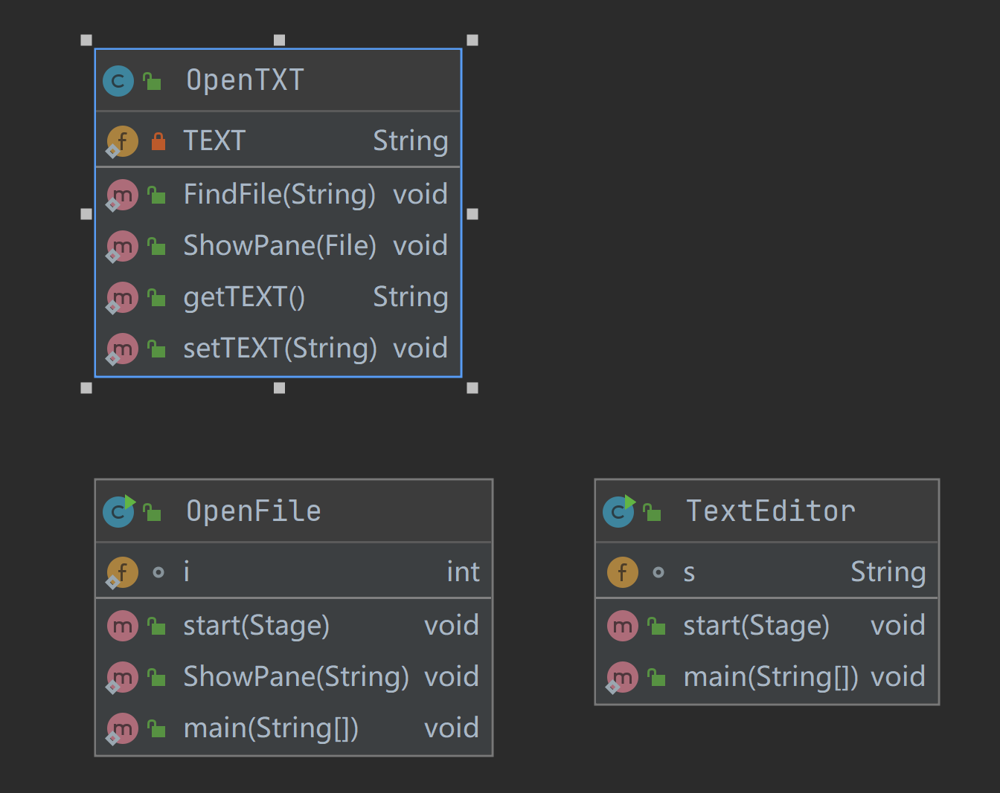 OpenTXT
TEXT String
FindFile(String) void
ShowPane(File) void
getTEXT() String
setTEXT(String) void
OpenFile
i int
start(Stage) void
ShowPane(String) void
main(String[]) void
TextEditor
s String
start(Stage) void
main(String[]) void